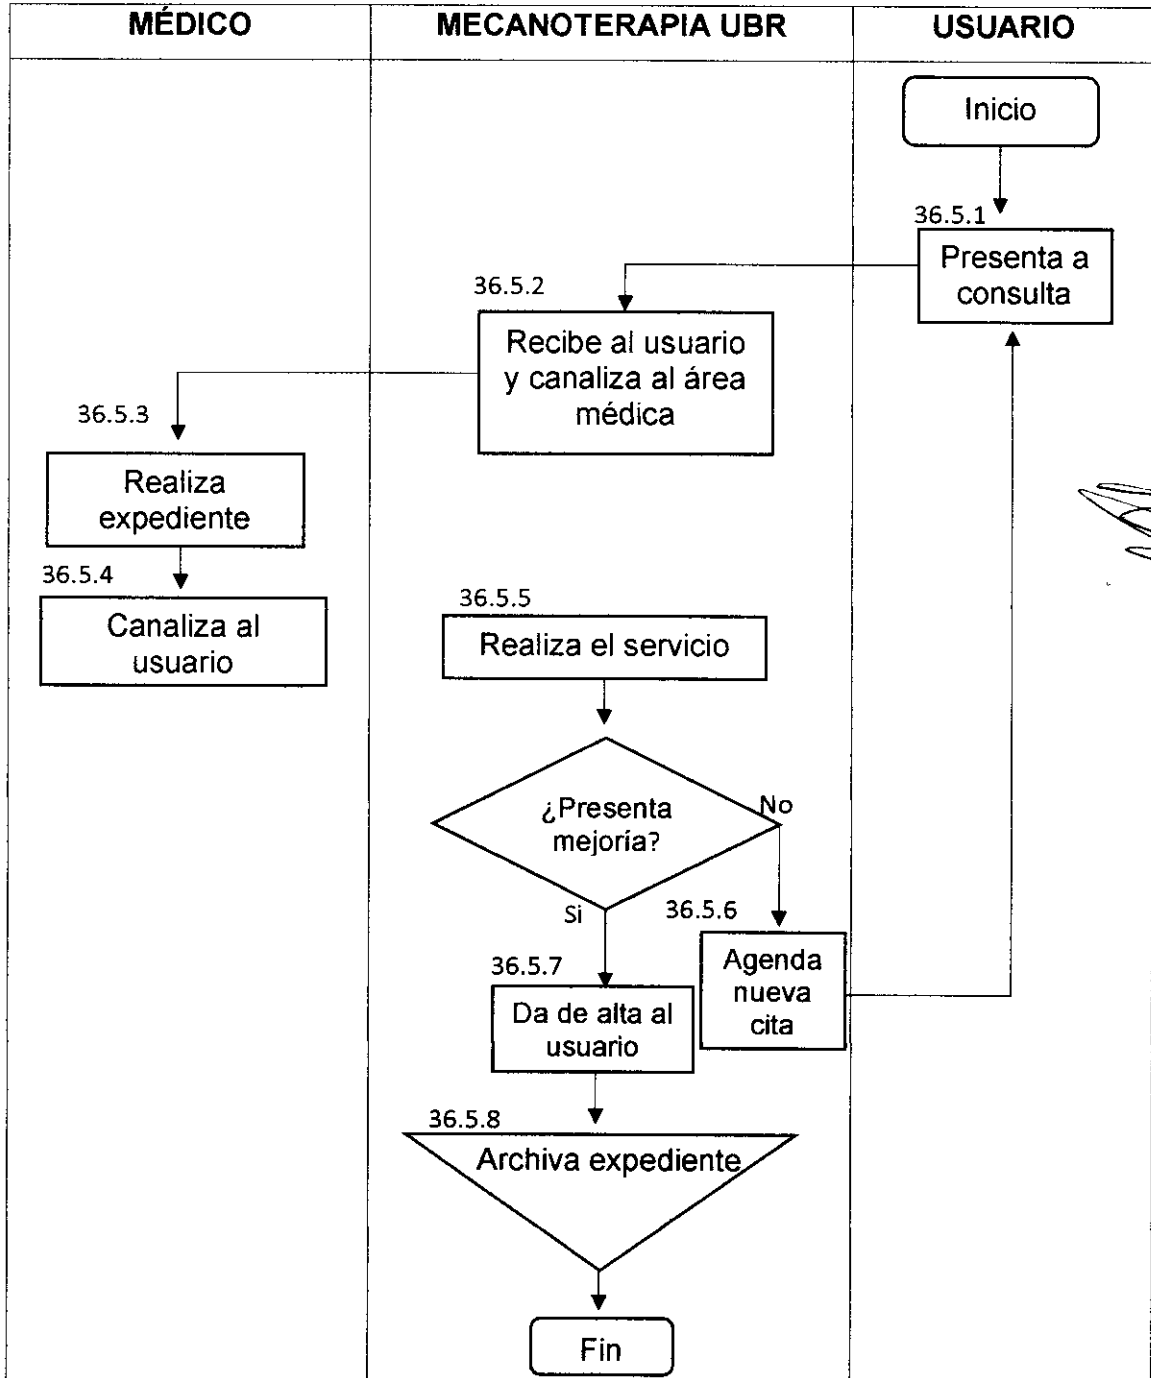 MÉDICO
MECANOTERAPIA UBR
USUARIO
Inicio
36.5.1
Presenta a
consulta
36.5.2
Recibe al usuario
y canaliza al área
médica
36.5.3
Realiza
expediente
36.5.4
Canaliza al
usuario
36.5.5
Realiza el servicio
¿Presenta
mejoría?
No
Si
36.5.6
Agenda
nueva
cita
36.5.7
Da de alta al
usuario
36.5.8
Archiva expediente
Fin